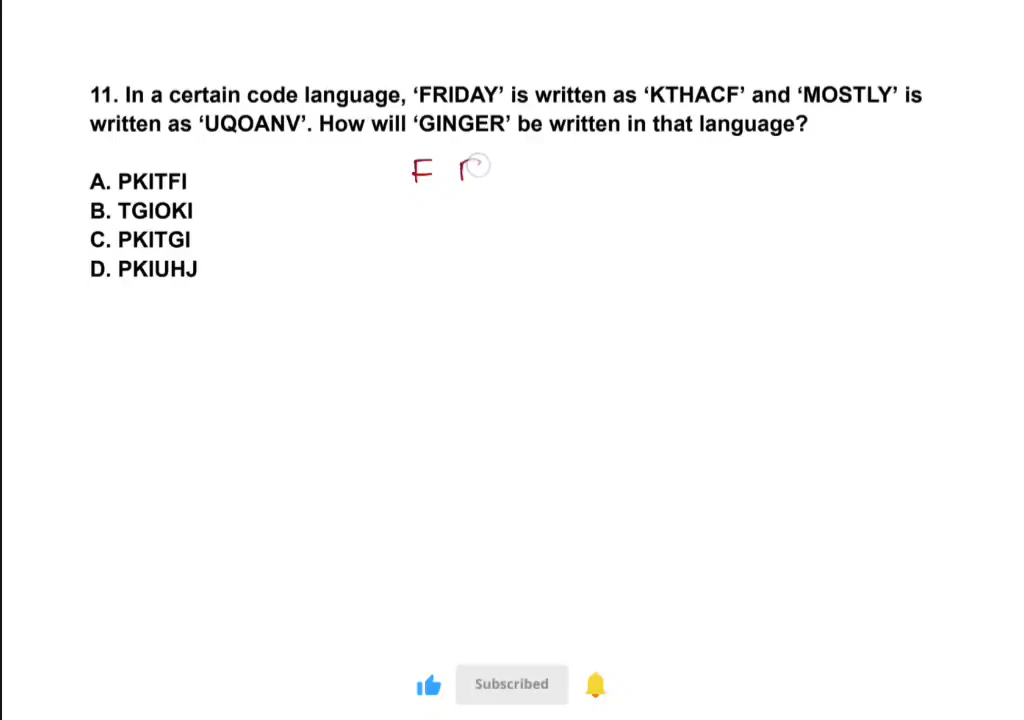 11. In a certain code language, ‘FRIDAY’ is written as ‘KTHACF’ and ‘MOSTLY’ is
written as ‘UQOANV’. How will ‘GINGER’ be written in that language?
F
A. PKITFI
B. TGIOKI
C. PKITGI
D. PKIUHJ
Subscribed